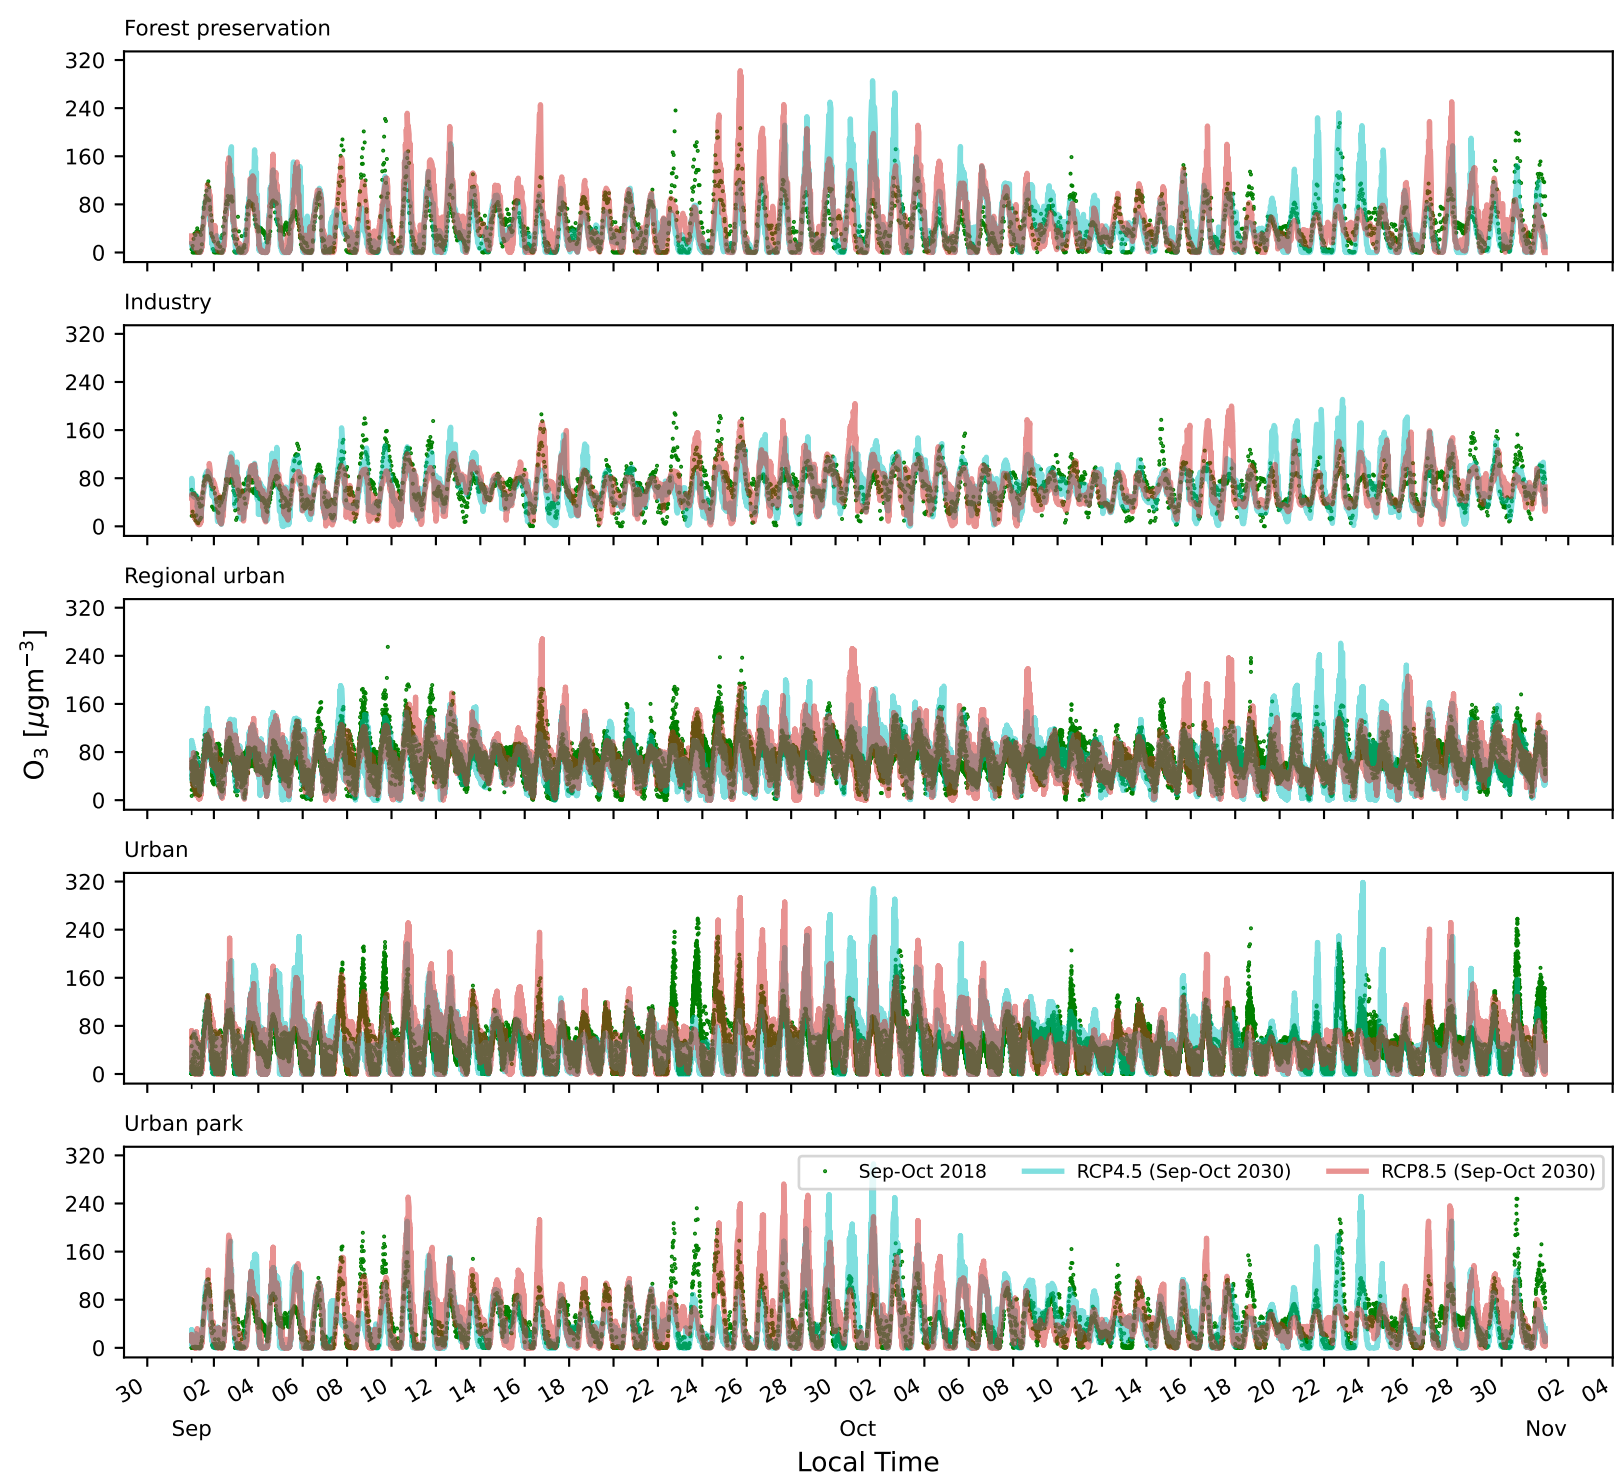 Forest preservation
320
240
160
80
0
Industry
320
240
160
80
0
Regional urban
320
240
160
80
0
O₃ [μgm⁻³]
Urban
320
240
160
80
0
Urban park
320
240
160
80
0
Sep-Oct 2018 RCP4.5 (Sep-Oct 2030) RCP8.5 (Sep-Oct 2030)
30 02 04 06 08 10 12 14 16 18 20 22 24 26 28 30 02 04 06 08 10 12 14 16 18 20 22 24 26 28 30 02 04
Sep Oct Nov
Local Time